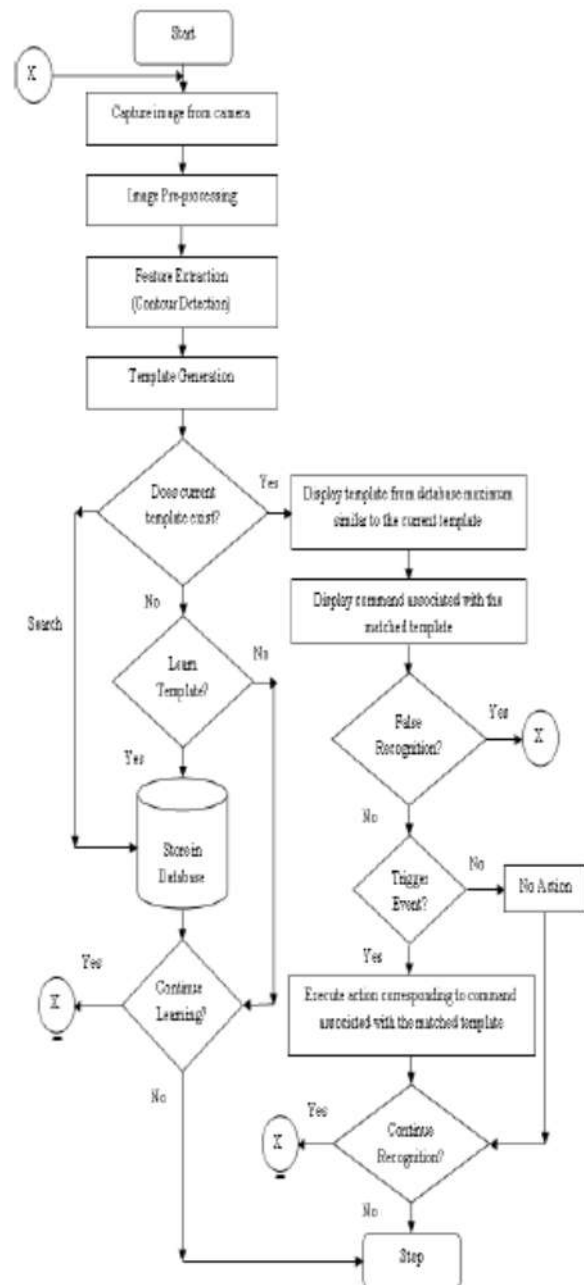 Start
X
Capture image from camera
Image Pre-processing
Feature Extraction
(Contour Detection)
Template Generation
Does current
template exist?
Yes
Display template from database maximum
similar to the current template
Search
No
Display command associated with the
matched template
Learn
Template?
No
False
Recognition?
Yes
X
Yes
No
Store in
Database
Trigger
Event?
No
No Action
Yes
Yes
X
Continue
Learning?
Execute action corresponding to command
associated with the matched template
No
Yes
X
Continue
Recognition?
No
Stop